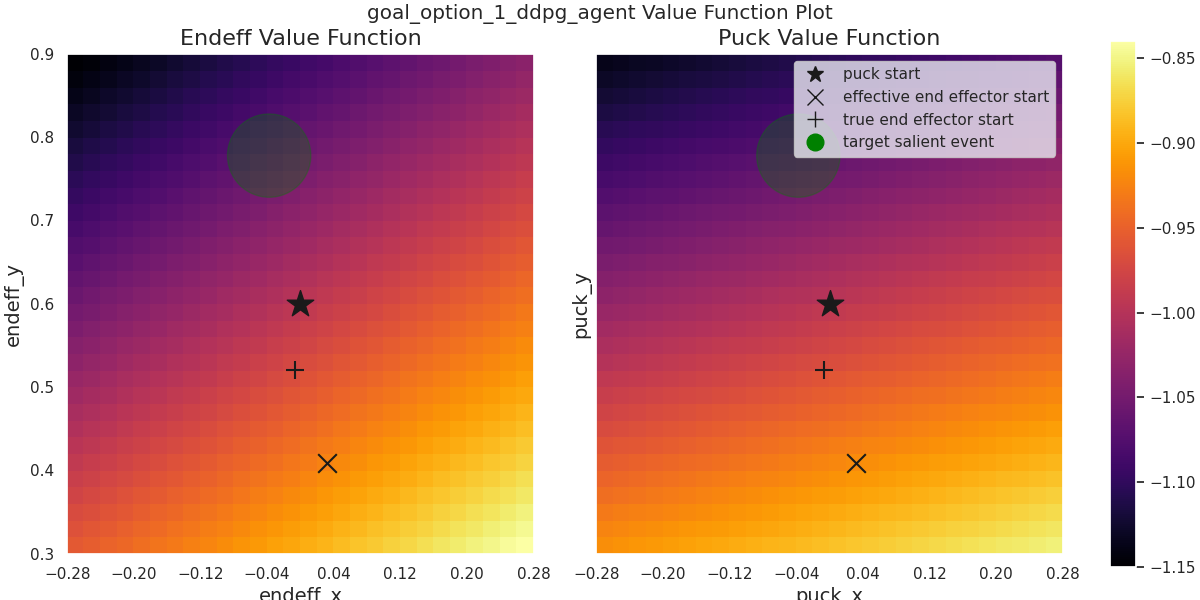 goal_option_1_ddpg_agent Value Function Plot
Endeff Value Function
Puck Value Function
0.9
0.8
0.7
0.6
0.5
0.4
0.3
endeff_y
−0.28 −0.20 −0.12 −0.04 0.04 0.12 0.20 0.28
endeff_x
puck_y
puck start
effective end effector start
true end effector start
target salient event
−0.28 −0.20 −0.12 −0.04 0.04 0.12 0.20 0.28
puck_x
−0.85
−0.90
−0.95
−1.00
−1.05
−1.10
−1.15